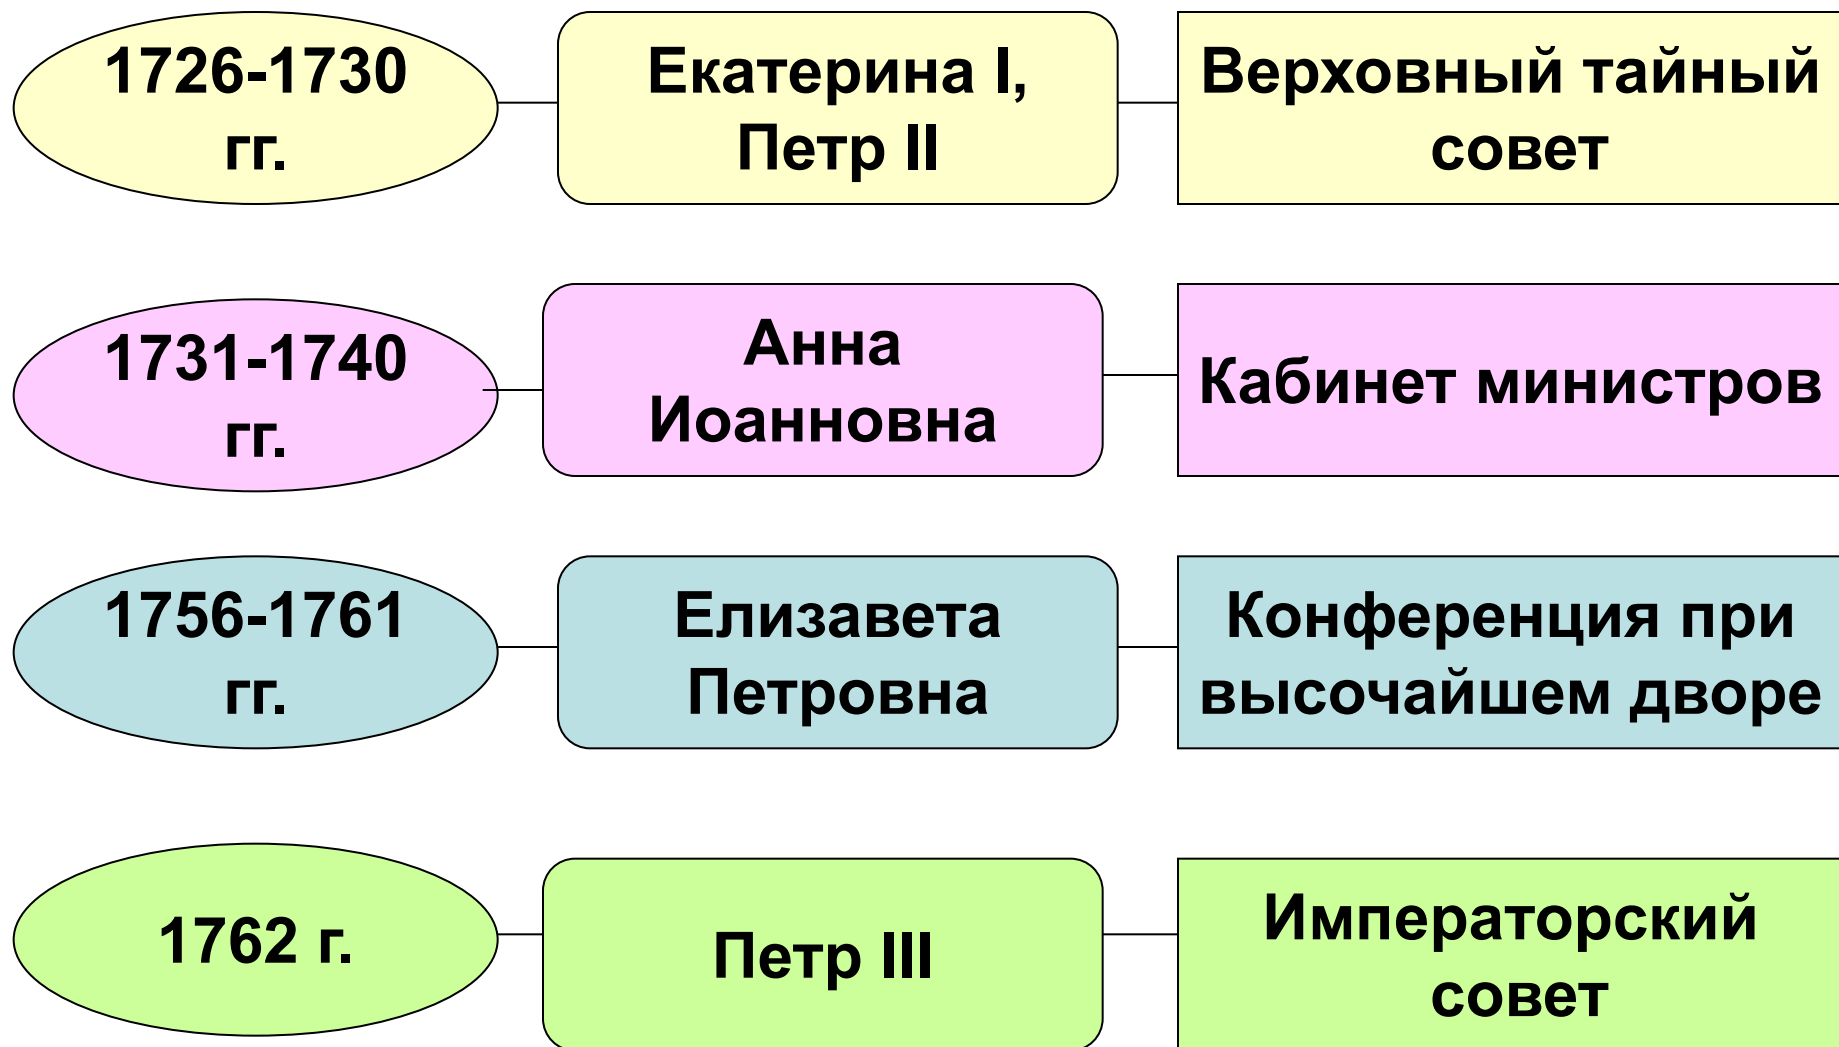 1726-1730
гг.
Екатерина I,
Петр II
Верховный тайный
совет
1731-1740
гг.
Анна
Иоанновна
Кабинет министров
1756-1761
гг.
Елизавета
Петровна
Конференция при
высочайшем дворе
1762 г.
Петр III
Императорский
совет